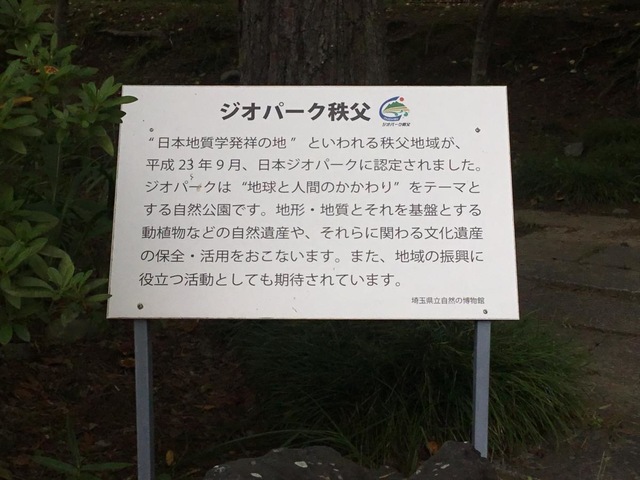 ジオパーク秩父
“日本地質学発祥の地” といわれる秩父地域が、
平成 23 年 9 月、日本ジオパークに認定されました。
ジオパークは “地球と人間のかかわり” をテーマと
する自然公園です。地形・地質とそれを基盤とする
動植物などの自然遺産や、それらに関わる文化遺産
の保全・活用をおこないます。また、地域の振興に
役立つ活動としても期待されています。
埼玉県立自然の博物館